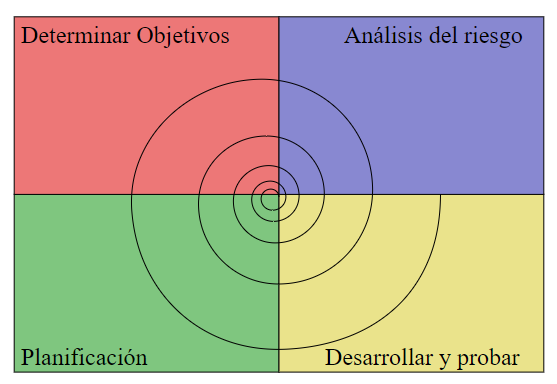 Determinar Objetivos
Análisis del riesgo
Planificación
Desarrollar y probar